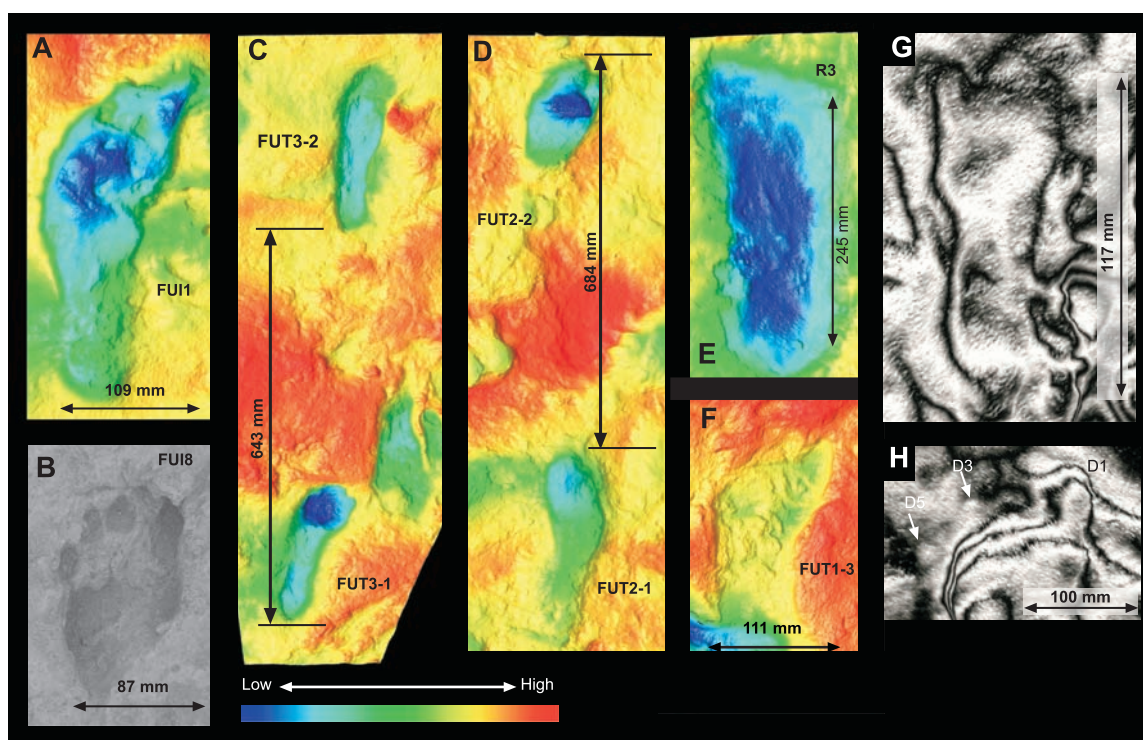 A
FUI1
109 mm
B
FUI8
87 mm
C
FUT3-2
643 mm
FUT3-1
D
FUT2-2
684 mm
FUT2-1
R3
245 mm
E
F
FUT1-3
111 mm
G
117 mm
H
D3
D1
D5
100 mm
Low
High